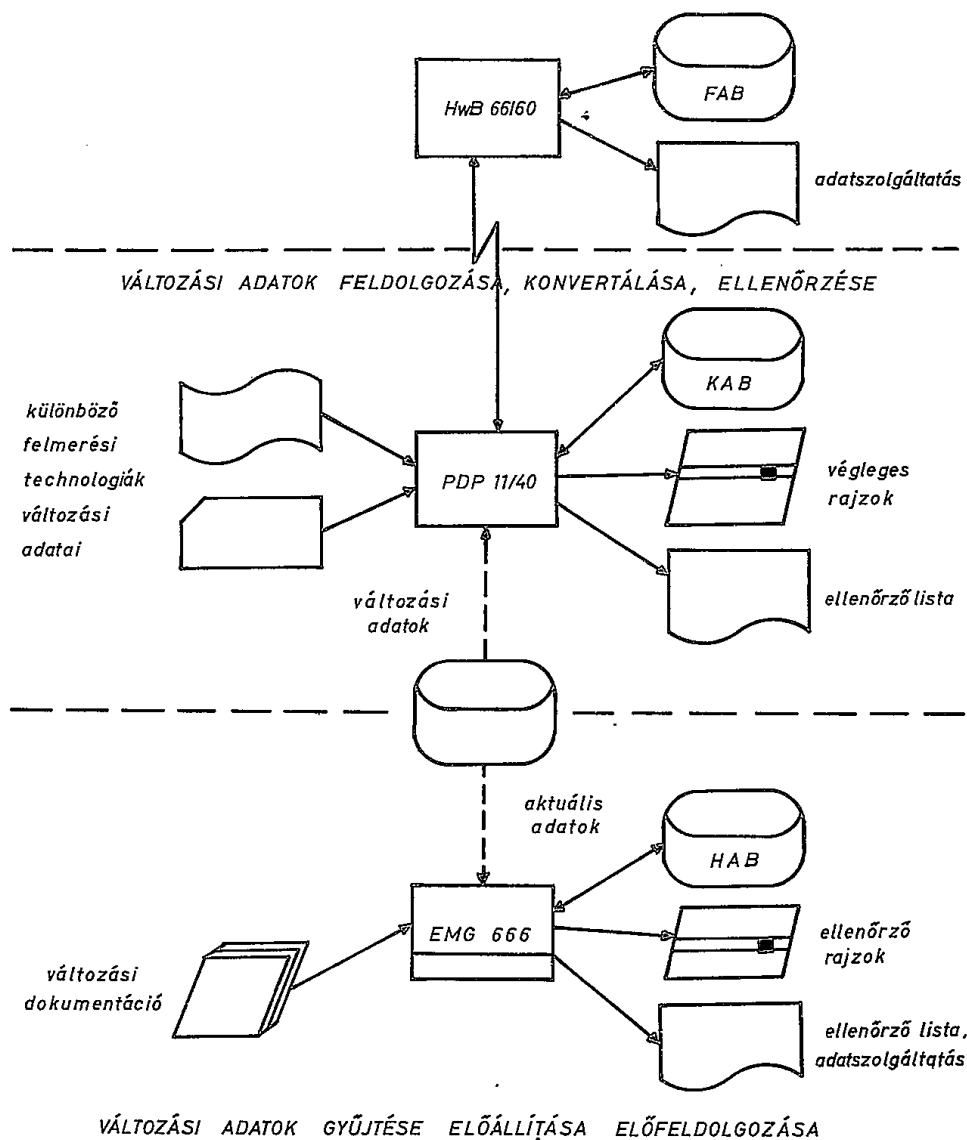 HwB 66/60
FAB
adatszolgáltatás
VÁLTOZÁSI ADATOK FELDOLGOZÁSA, KONVERTÁLÁSA, ELLENŐRZÉSE
különböző
felmerési
technologiák
változási
adatai
PDP 11/40
KAB
végleges
rajzok
ellenőrző lista
változási
adatok
aktuális
adatok
HAB
EMG 666
ellenőrző
rajzok
változási
dokumentáció
ellenőrző lista,
adatszolgáltatás
VÁLTOZÁSI ADATOK GYŰJTÉSE ELŐÁLLÍTÁSA ELŐFELDOLGOZÁSA